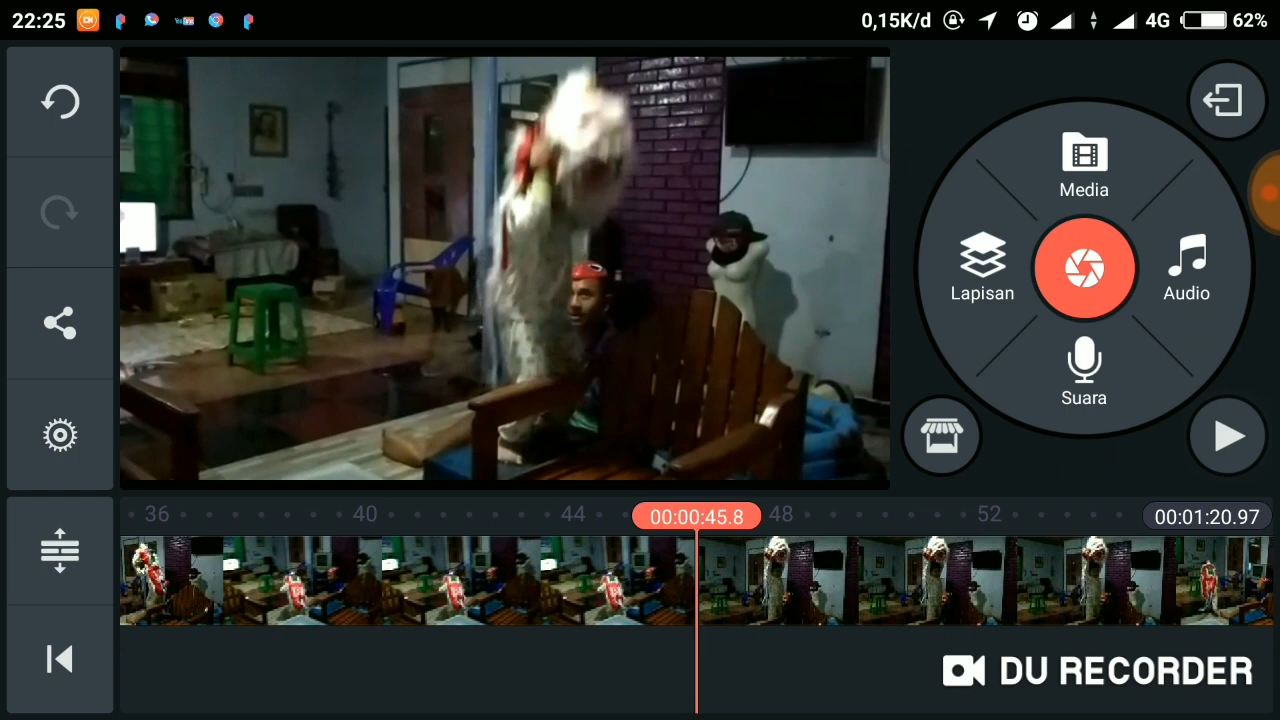 22:25
0,15K/d
4G
62%
Media
Lapisan
Audio
Suara
36
40
44
00:00:45.8
48
52
00:01:20.97
DU RECORDER